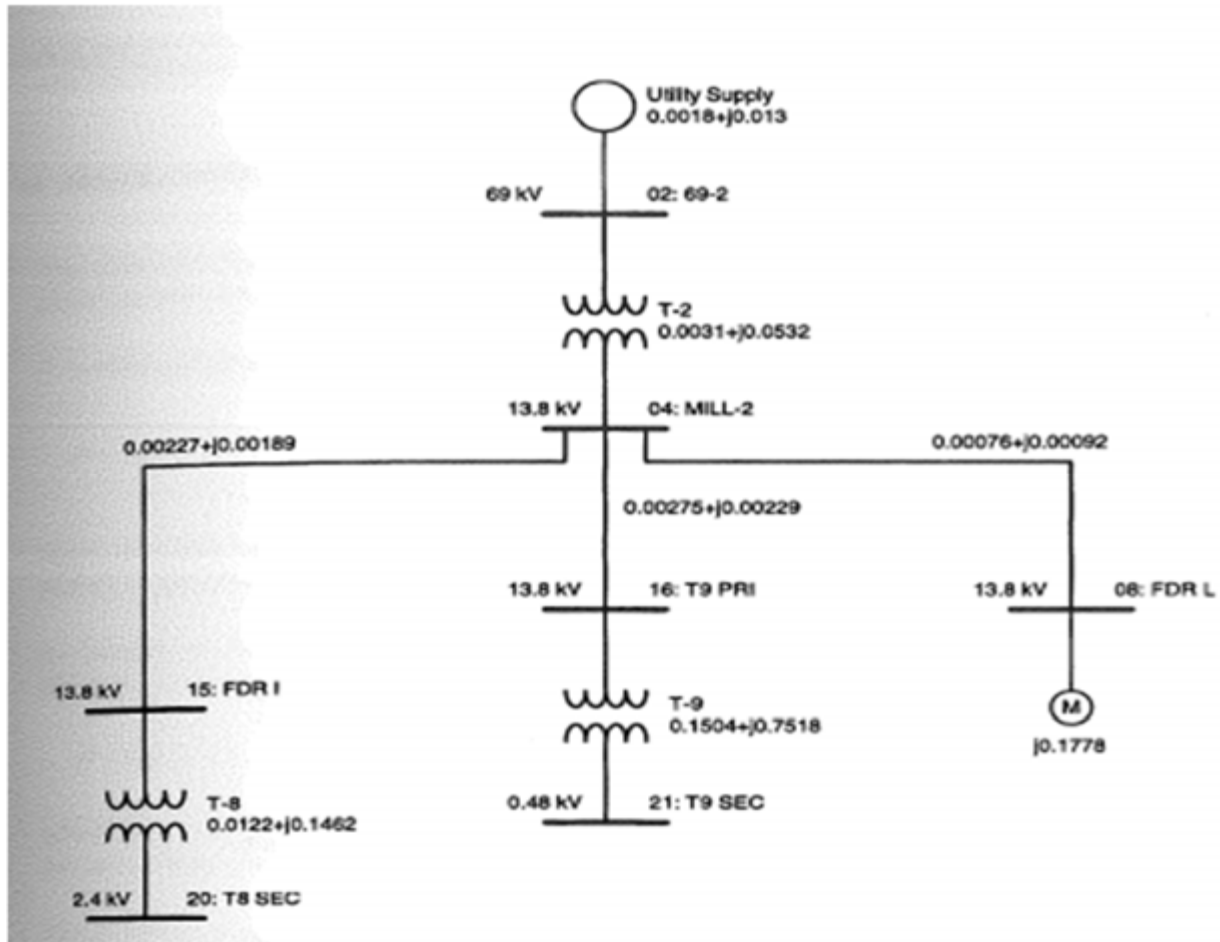 Utility Supply
0.0018+j0.013
69 kV
02: 69-2
T-2
0.0031+j0.0532
13.8 kV
04: MILL-2
0.00227+j0.00189
0.00076+j0.00092
0.00275+j0.00229
13.8 kV
16: T9 PRI
13.8 kV
08: FDR L
13.8 kV
15: FDR I
T-9
0.1504+j0.7518
M
j0.1778
T-8
0.0122+j0.1462
0.48 kV
21: T9 SEC
2.4 kV
20: T8 SEC